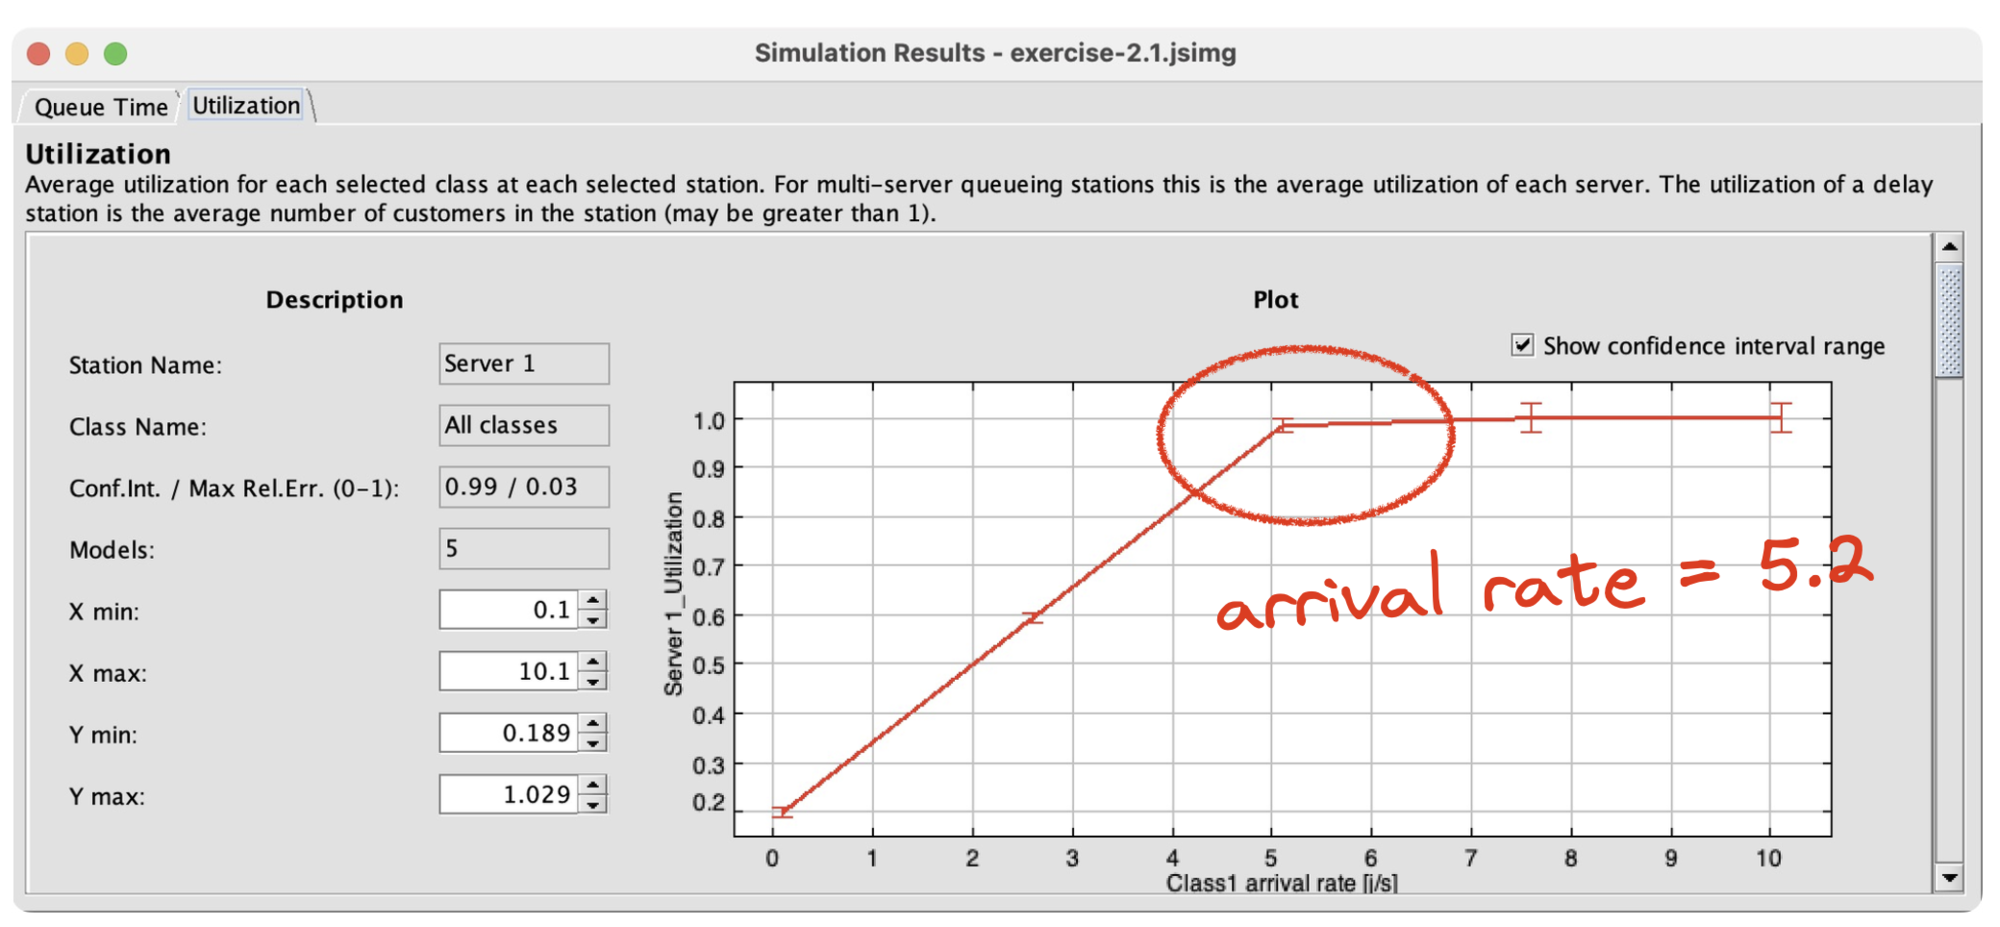 Simulation Results - exercise-2.1.jsimg
Queue Time
Utilization
Utilization
Average utilization for each selected class at each selected station. For multi-server queueing stations this is the average utilization of each server. The utilization of a delay
station is the average number of customers in the station (may be greater than 1).
Description
Station Name: Server 1
Class Name: All classes
Conf.Int. / Max Rel.Err. (0-1): 0.99 / 0.03
Models: 5
X min: 0.1
X max: 10.1
Y min: 0.189
Y max: 1.029
Plot
Show confidence interval range
Server 1_Utilization
1.0
0.9
0.8
0.7
0.6
0.5
0.4
0.3
0.2
arrival rate = 5.2
0 1 2 3 4 5 6 7 8 9 10
Class1 arrival rate [j/s]